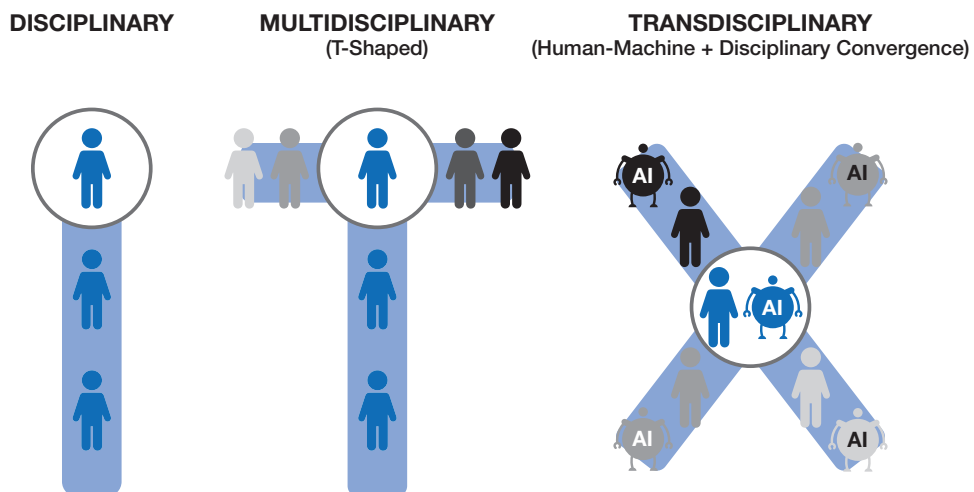 DISCIPLINARY
MULTIDISCIPLINARY
(T-Shaped)
TRANSDISCIPLINARY
(Human-Machine + Disciplinary Convergence)
AI
AI
AI
AI
AI